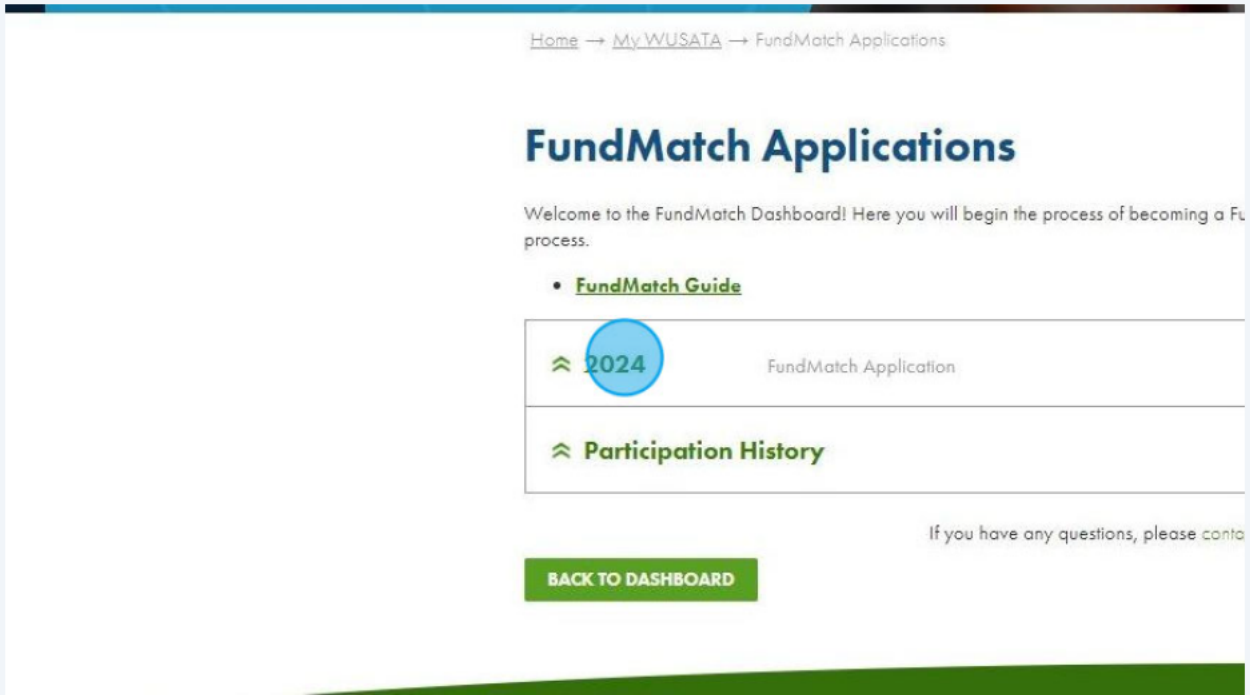 Home → My WUSATA → FundMatch Applications
FundMatch Applications
Welcome to the FundMatch Dashboard! Here you will begin the process of becoming a
process.
• FundMatch Guide
2024 FundMatch Application
Participation History
If you have any questions, please
BACK TO DASHBOARD